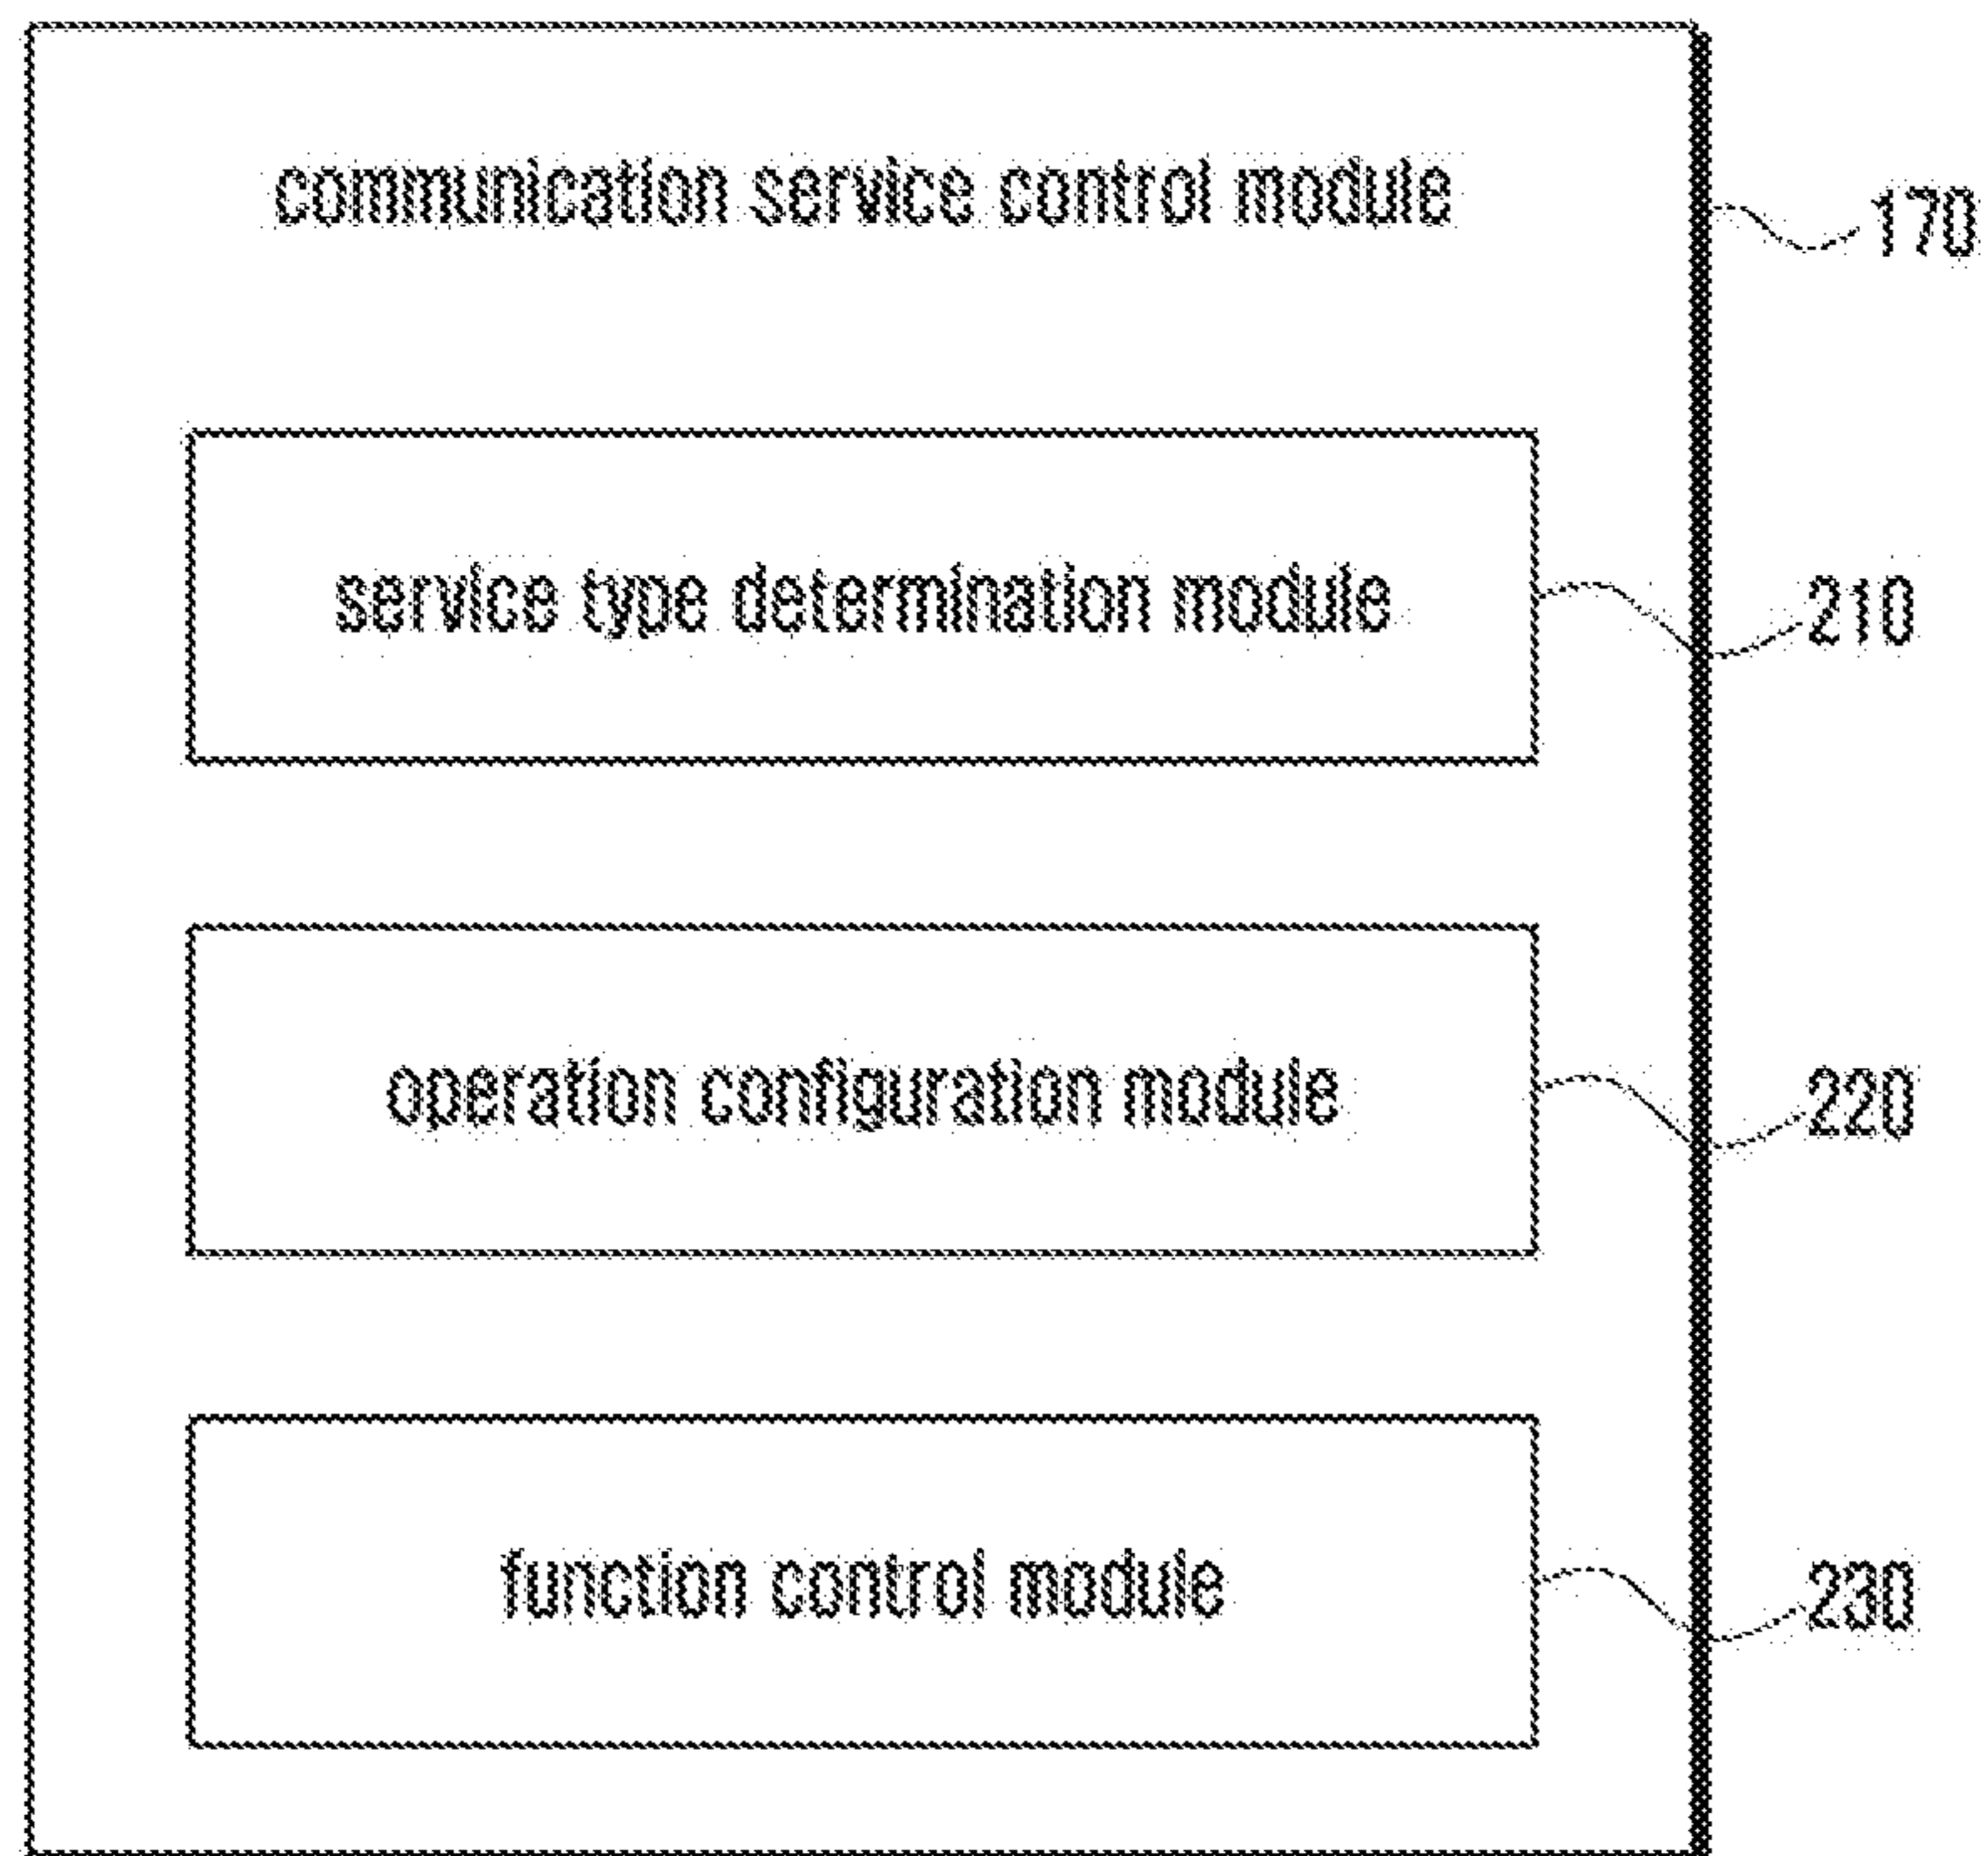 communication service control module
170
service type determination module
210
operation configuration module
220
function control module
230